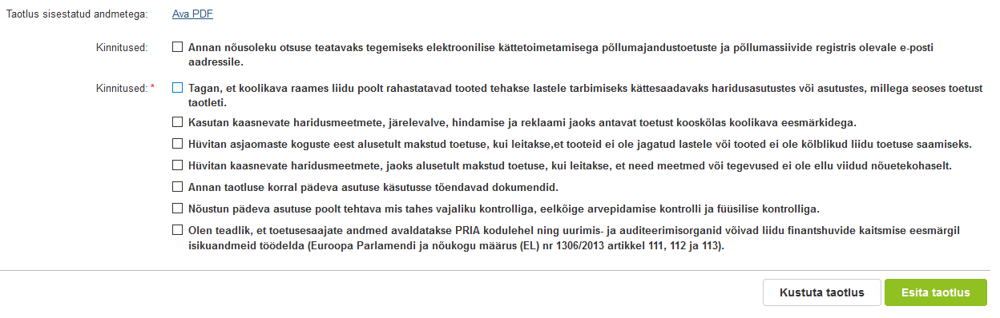 Taotlus sisestatud andmetega: Ava PDF
Kinnitused: Annan nõusoleku otsuse teatavaks tegemiseks elektroonilise kättetoimetamisega põllumajandustoetuste ja põllumassiivide registris olevale e-posti
aadressile.
Kinnitused: * Tagan, et koolikava raames liidu poolt rahastatavad tooted tehakse lastele tarbimiseks kättesaadavaks haridusasutustes või asutustes, millega seoses toetust
taotleti.
Kasutan kaasnevate haridusmeetmete, järelevalve, hindamise ja reklaami jaoks antavat toetust kooskõlas koolikava eesmärkidega.
Hüvitan asjaomaste koguste eest alusetult makstud toetuse, kui leitakse,et tooteid ei ole jagatud lastele või tooted ei ole kõlblikud liidu toetuse saamiseks.
Hüvitan kaasnevate haridusmeetmete, jaoks alusetult makstud toetuse, kui leitakse, et need meetmed või tegevused ei ole ellu viidud nõuetekohaselt.
Annan taotluse korral pädeva asutuse käsutusse tõendavad dokumendid.
Nõustun pädeva asutuse poolt tehtava mis tahes vajaliku kontrolliga, eelkõige arvepidamise kontrolli ja füüsilise kontrolliga.
Olen teadlik, et toetusesaajate andmed avaldatakse PRIA kodulehel ning uurimis- ja auditeerimisorganid võivad liidu finantshuvide kaitsmise eesmärgil
isikuandmeid töödelda (Euroopa Parlamendi ja nõukogu määrus (EL) nr 1306/2013 artikkel 111, 112 ja 113).
Kustuta taotlus Esita taotlus